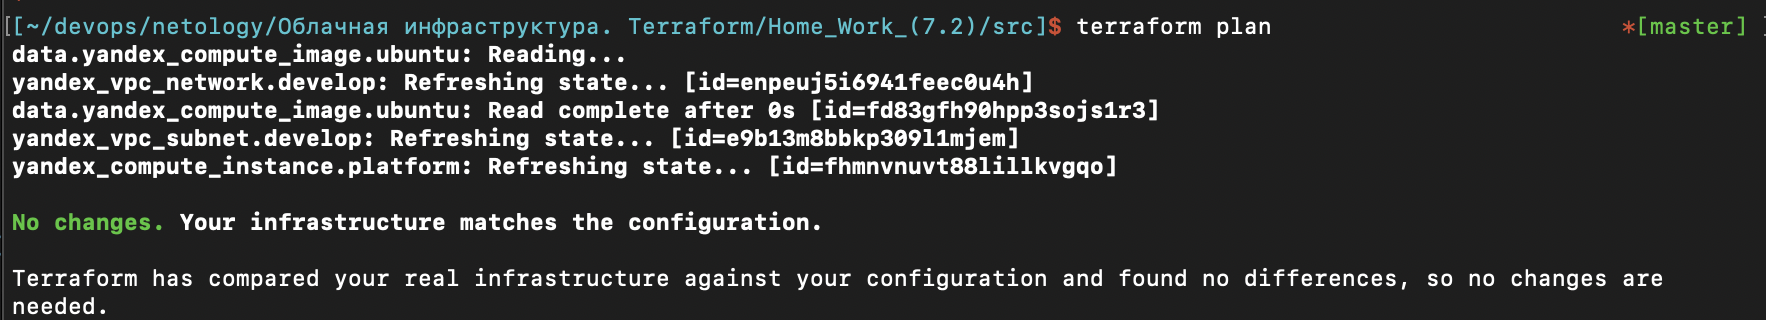 [[~/devops/netology/Облачная инфраструктура. Terraform/Home_Work_(7.2)/src]$ terraform plan *[master] ]
data.yandex_compute_image.ubuntu: Reading...
yandex_vpc_network.develop: Refreshing state... [id=enpeuj5i6941feec0u4h]
data.yandex_compute_image.ubuntu: Read complete after 0s [id=fd83gfh90hpp3sojs1r3]
yandex_vpc_subnet.develop: Refreshing state... [id=e9b13m8bbkp309l1mjem]
yandex_compute_instance.platform: Refreshing state... [id=fhmnvnuvt88lillkvgqo]
No changes. Your infrastructure matches the configuration.
Terraform has compared your real infrastructure against your configuration and found no differences, so no changes are
needed.